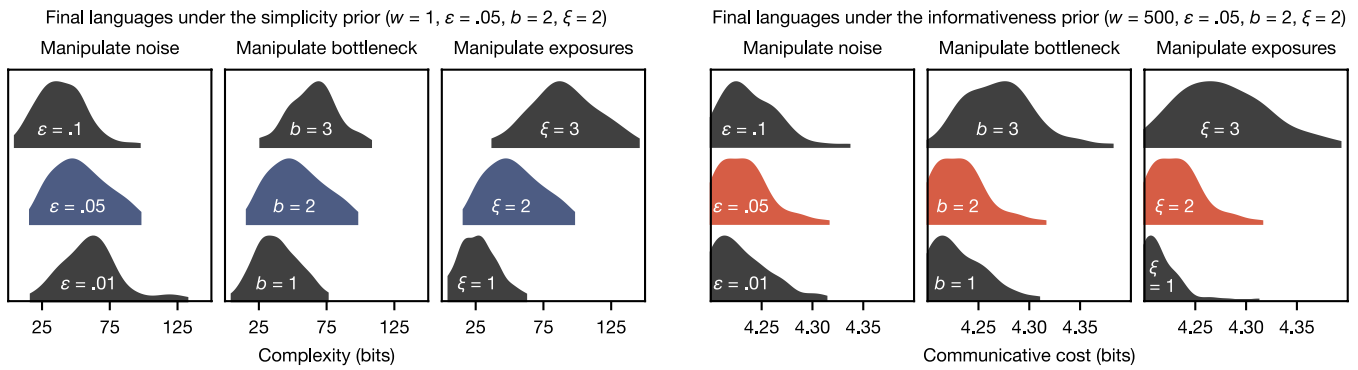 Final languages under the simplicity prior (w = 1, ε = .05, b = 2, ξ = 2)
Manipulate noise Manipulate bottleneck Manipulate exposures
ε = .1 b = 3 ξ = 3
ε = .05 b = 2 ξ = 2
ε = .01 b = 1 ξ = 1
25 75 125 25 75 125 25 75 125
Complexity (bits)
Final languages under the informativeness prior (w = 500, ε = .05, b = 2, ξ = 2)
Manipulate noise Manipulate bottleneck Manipulate exposures
ε = .1 b = 3 ξ = 3
ε = .05 b = 2 ξ = 2
ε = .01 b = 1 ξ
= 1
4.25 4.30 4.35 4.25 4.30 4.35 4.25 4.30 4.35
Communicative cost (bits)